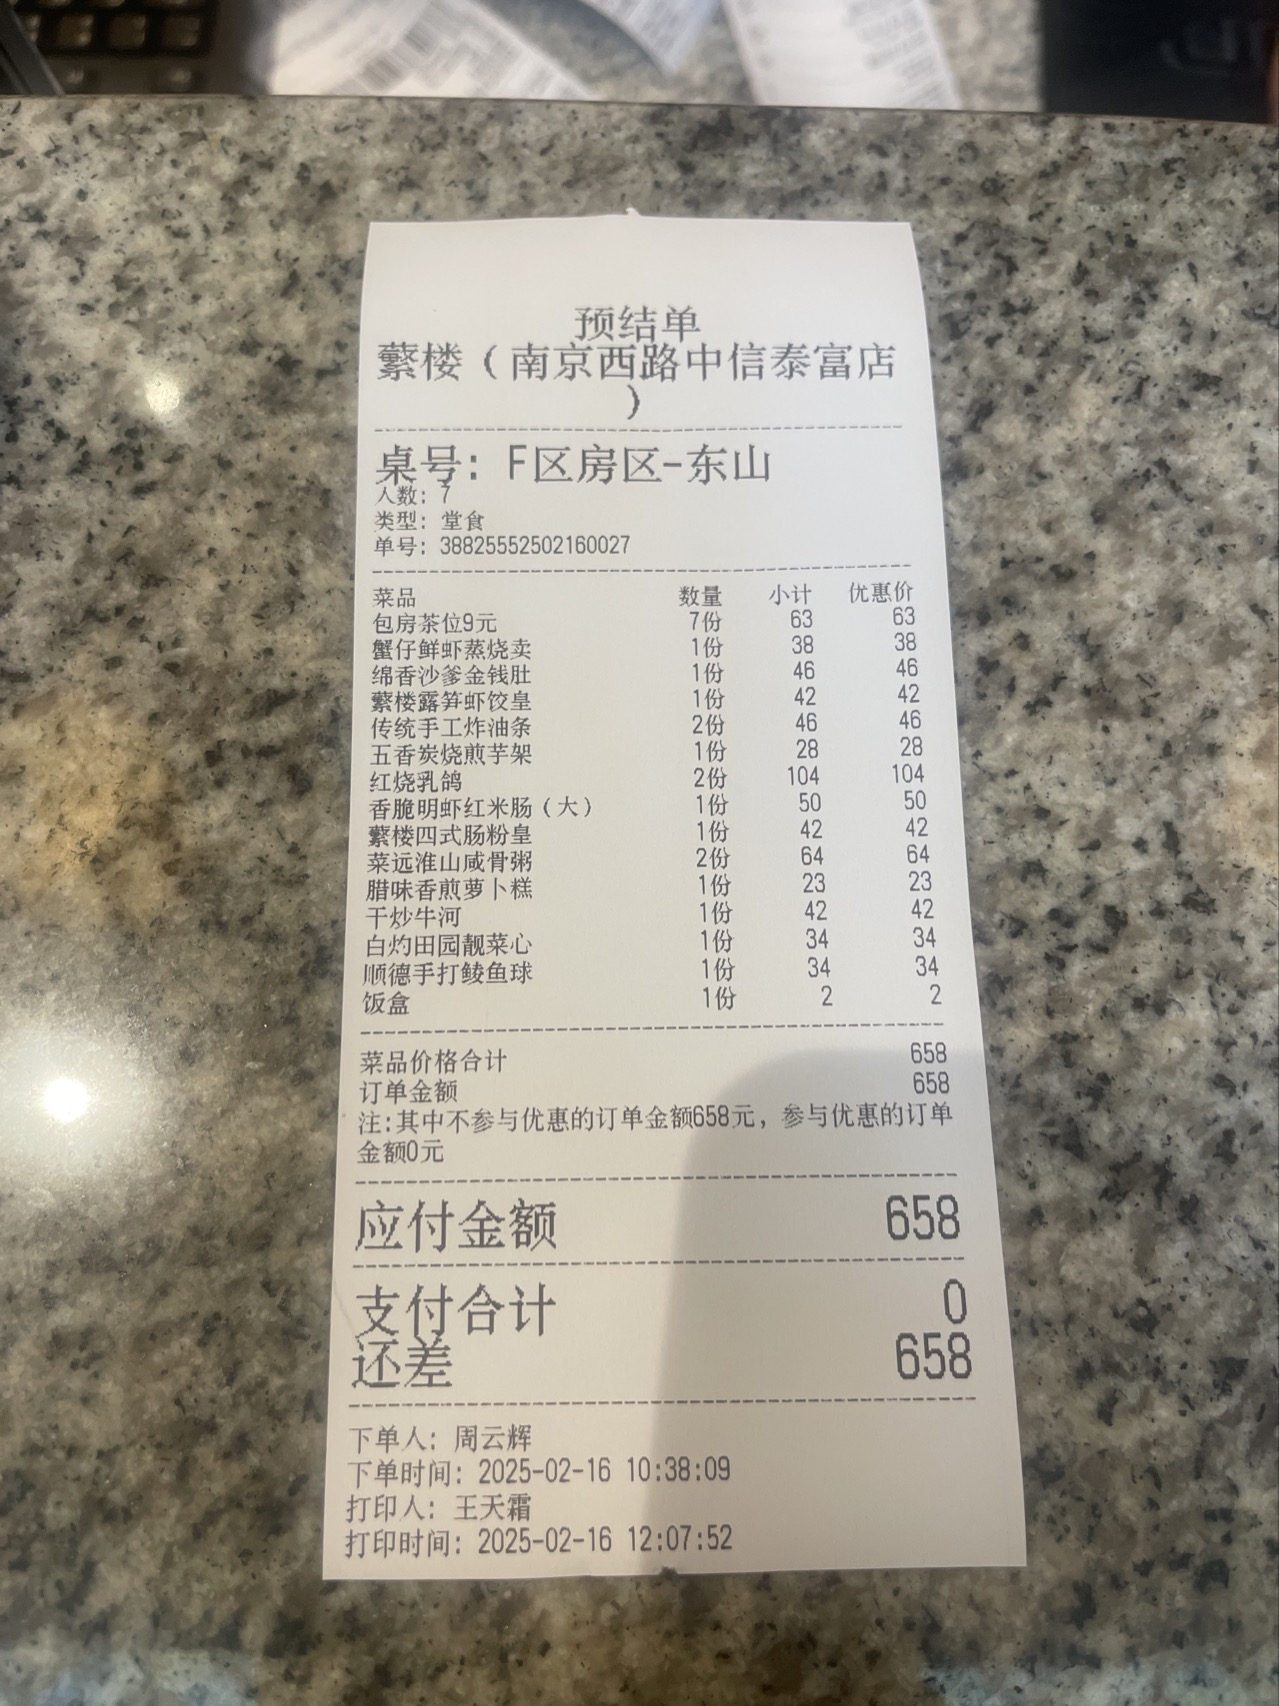 预结单
蘩楼（南京西路中信泰富店
）
桌号：F区房区-东山
人数：7
类型：堂食
单号：38825552502160027
菜品 数量 小计 优惠价
包房茶位9元 7份 63 63
蟹仔鲜虾蒸烧卖 1份 38 38
绵香沙爹金钱肚 1份 46 46
蘩楼露笋虾饺皇 1份 42 42
传统手工炸油条 2份 46 46
五香炭烧煎芋架 1份 28 28
红烧乳鸽 2份 104 104
香脆明虾红米肠（大） 1份 50 50
蘩楼四式肠粉皇 1份 42 42
菜远淮山咸骨粥 2份 64 64
腊味香煎萝卜糕 1份 23 23
干炒牛河 1份 42 42
白灼田园靓菜心 1份 34 34
顺德手打鲮鱼球 1份 34 34
饭盒 1份 2 2
菜品价格合计 658
订单金额 658
注:其中不参与优惠的订单金额658元，参与优惠的订单
金额0元
应付金额 658
支付合计 0
还差 658
下单人：周云辉
下单时间：2025-02-16 10:38:09
打印人：王天霜
打印时间：2025-02-16 12:07:52